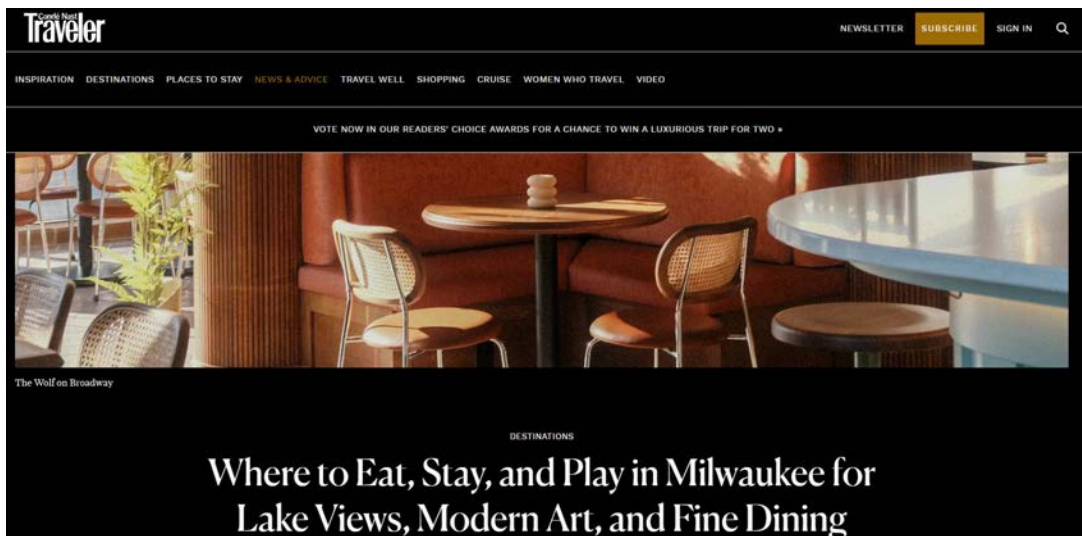 Condé Nast
Traveler
NEWSLETTER SUBSCRIBE SIGN IN
INSPIRATION DESTINATIONS PLACES TO STAY NEWS & ADVICE TRAVEL WELL SHOPPING CRUISE WOMEN WHO TRAVEL VIDEO
VOTE NOW IN OUR READERS' CHOICE AWARDS FOR A CHANCE TO WIN A LUXURIOUS TRIP FOR TWO »
The Wolf on Broadway
DESTINATIONS
Where to Eat, Stay, and Play in Milwaukee for
Lake Views, Modern Art, and Fine Dining